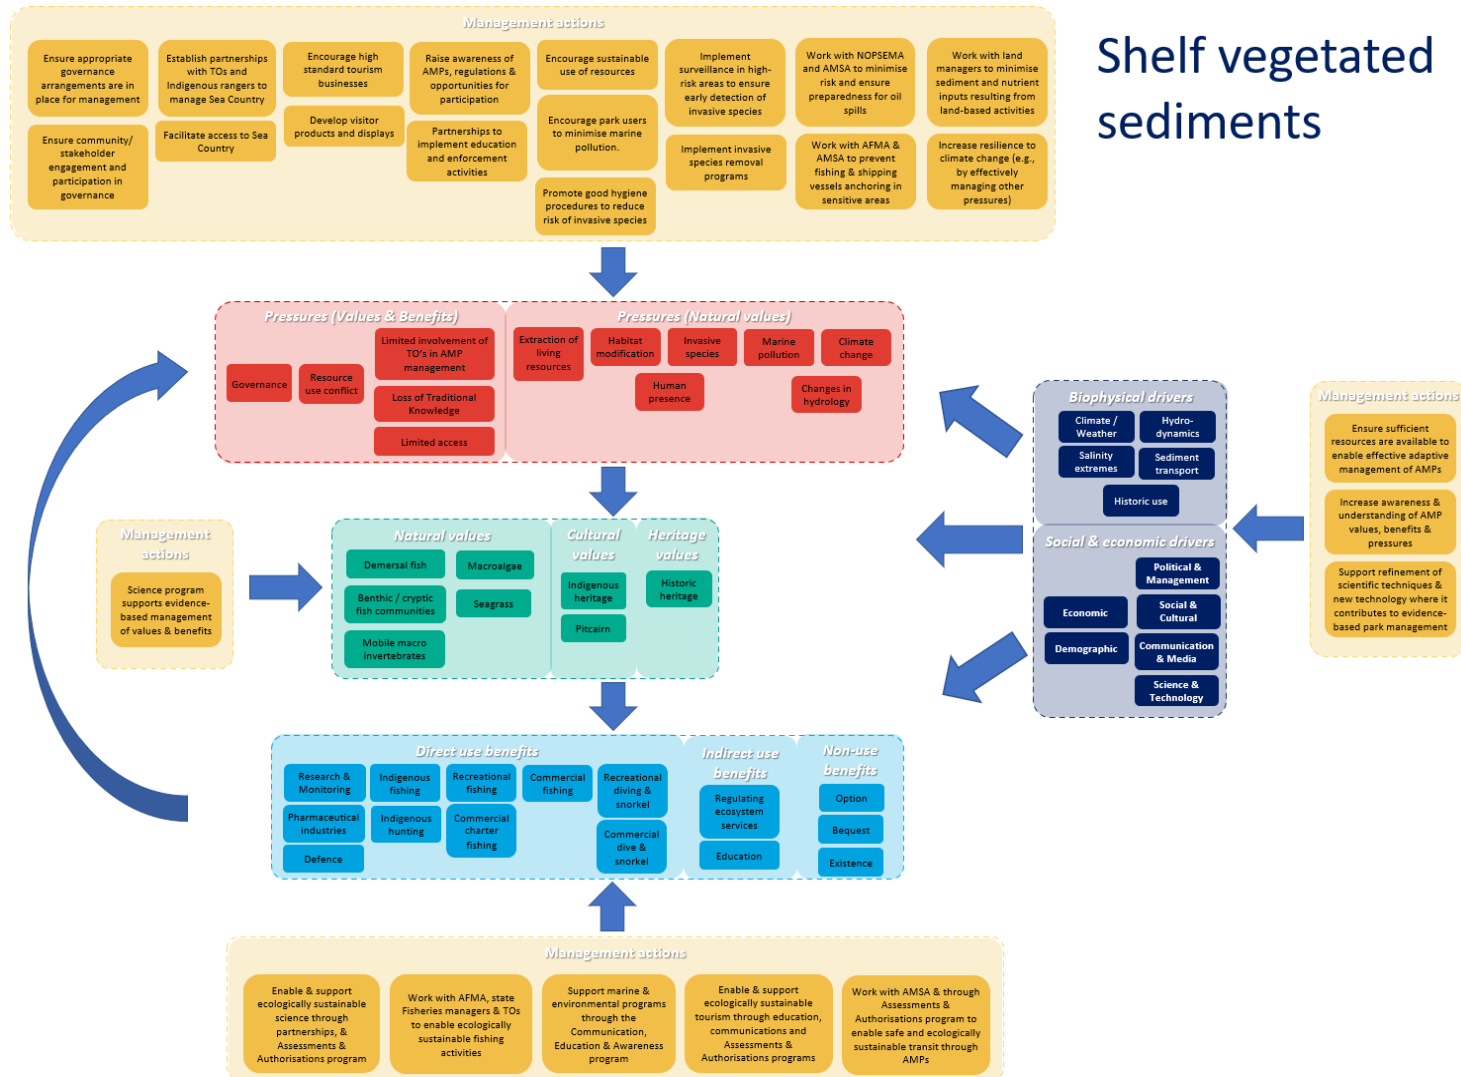 Shelf vegetated
sediments
Management actions
Ensure appropriate
governance
arrangements are in
place for management
Ensure community/
stakeholder
engagement and
participation in
governance
Establish partnerships
with TOs and
Indigenous rangers to
manage Sea Country
Facilitate access to Sea
Country
Encourage high
standard tourism
businesses
Develop visitor
products and displays
Raise awareness of
AMPs, regulations &
opportunities for
participation
Partnerships to
implement education
and enforcement
activities
Encourage sustainable
use of resources
Encourage park users
to minimise marine
pollution.
Promote good hygiene
procedures to reduce
risk of invasive species
Implement
surveillance in high-
risk areas to ensure
early detection of
invasive species
Implement invasive
species removal
programs
Work with NOPSEMA
and AMSA to minimise
risk and ensure
preparedness for oil
spills
Work with AFMA &
AMSA to prevent
fishing & shipping
vessels anchoring in
sensitive areas
Work with land
managers to minimise
sediment and nutrient
inputs resulting from
land-based activities
Increase resilience to
climate change (e.g.,
by effectively
managing other
pressures)
Pressures (Values & Benefits)
Governance
Resource
use conflict
Limited involvement of
TO's in AMP
management
Loss of Traditional
Knowledge
Limited access
Pressures (Natural values)
Extraction of
living
resources
Habitat
modification
Invasive
species
Marine
pollution
Climate
change
Human
presence
Changes in
hydrology
Biophysical drivers
Climate /
Weather
Hydro-
dynamics
Salinity
extremes
Sediment
transport
Historic use
Social & economic drivers
Political &
Management
Economic
Social &
Cultural
Demographic
Communication
& Media
Science &
Technology
Management actions
Ensure sufficient
resources are available to
enable effective adaptive
management of AMPs
Increase awareness &
understanding of AMP
values, benefits &
pressures
Support refinement of
scientific techniques &
new technology where it
contributes to evidence-
based park management
Management
actions
Science program
supports evidence-
based management
of values & benefits
Natural values
Demersal fish
Macroalgae
Benthic / cryptic
fish communities
Seagrass
Mobile macro
invertebrates
Cultural
values
Indigenous
heritage
Pitcairn
Heritage
values
Historic
heritage
Direct use benefits
Research &
Monitoring
Pharmaceutical
industries
Defence
Indigenous
fishing
Indigenous
hunting
Recreational
fishing
Commercial
charter
fishing
Commercial
fishing
Recreational
diving &
snorkel
Commercial
dive &
snorkel
Indirect use
benefits
Regulating
ecosystem
services
Education
Non-use
benefits
Option
Bequest
Existence
Management actions
Enable & support
ecologically sustainable
science through
partnerships, &
Assessments &
Authorisations program
Work with AFMA, state
Fisheries managers & TOs
to enable ecologically
sustainable fishing
activities
Support marine &
environmental programs
through the
Communication,
Education & Awareness
program
Enable & support
ecologically sustainable
tourism through education,
communications and
Assessments &
Authorisations programs
Work with AMSA & through
Assessments &
Authorisations program to
enable safe and ecologically
sustainable transit through
AMPs